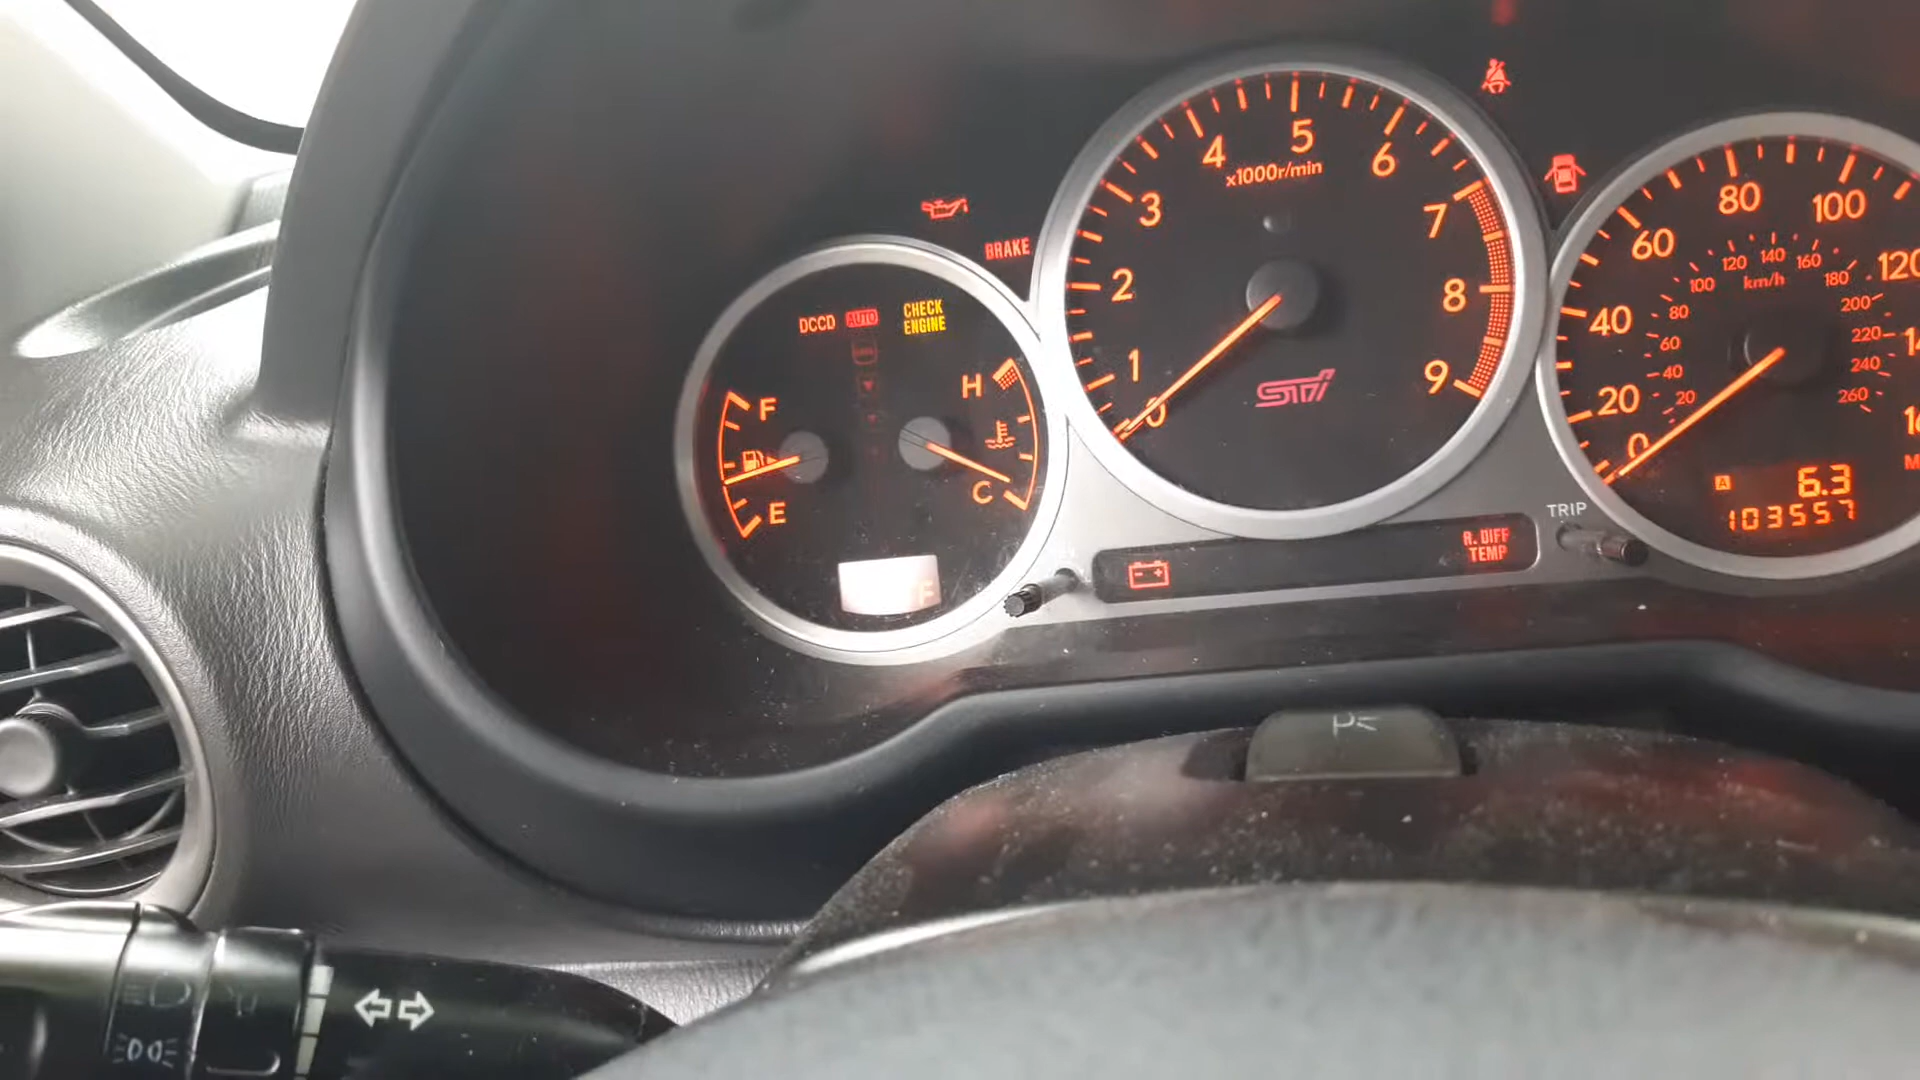 BRAKE
DCCD AUTO
CHECK
ENGINE
F
E
H
C
F
0 1 2 3 4 5 6 7 8 9
x1000r/min
STi
R. DIFF
TEMP
TRIP
0 20 40 60 80 100 120
km/h
20 40 60 80 100 120 140 160 180 200 220 240 260
A 6.3
103557
P